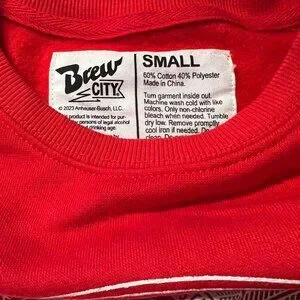 Brew
CITY
© 2023 Anheuser-Busch, LLC.
product is intended for pur-
persons of legal alcohol
drinking age.
SMALL
60% Cotton 40% Polyester
Made in China.
Turn garment inside out.
Machine wash cold with like
colors. Only non-chlorine
bleach when needed. Tumble
dry low. Remove promptly
cool iron if needed. Do